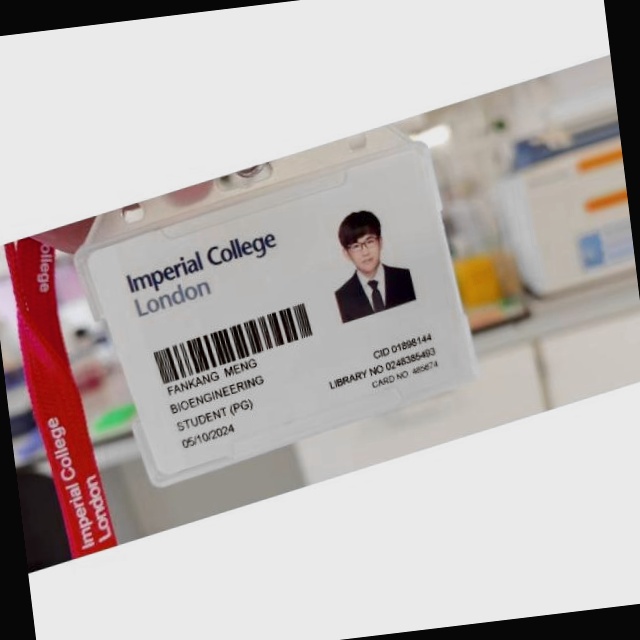 Imperial College
London
FANKANG MENG
BIOENGINEERING
STUDENT (PG)
05/10/2024
CID 01898144
LIBRARY NO 0248385493
CARD NO 485674
ollege
Imperial College
London